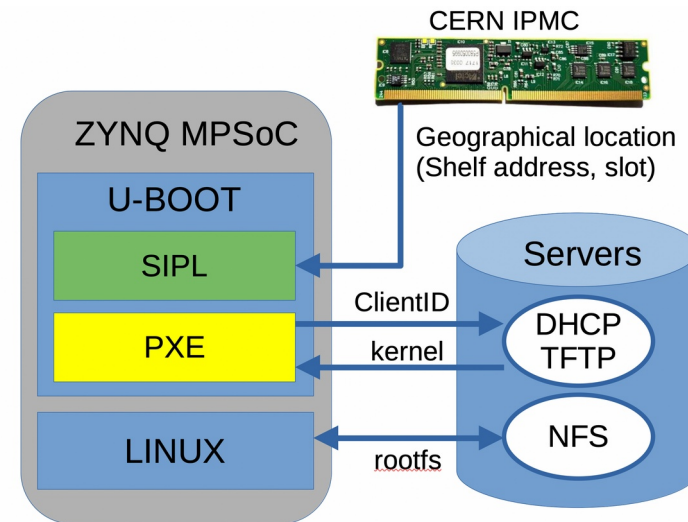 CERN IPMC
ZYNQ MPSoC
Geographical location
(Shelf address, slot)
U-BOOT
SIPL
Servers
ClientID
PXE
DHCP
TFTP
kernel
LINUX
NFS
rootfs